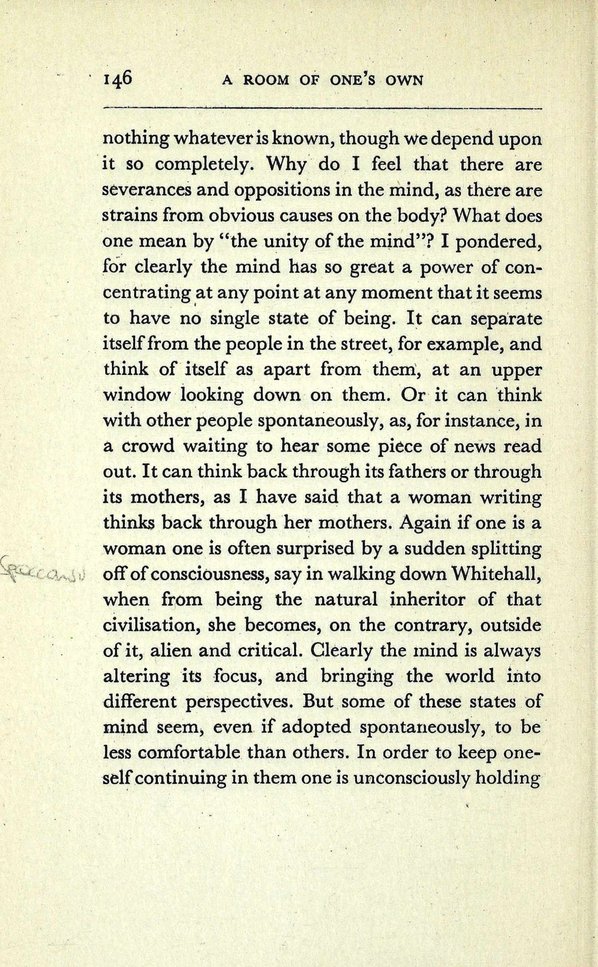 146 A ROOM OF ONE'S OWN
nothing whatever is known, though we depend upon
it so completely. Why do I feel that there are
severances and oppositions in the mind, as there are
strains from obvious causes on the body? What does
one mean by “the unity of the mind”? I pondered,
for clearly the mind has so great a power of con-
centrating at any point at any moment that it seems
to have no single state of being. It can separate
itself from the people in the street, for example, and
think of itself as apart from them, at an upper
window looking down on them. Or it can think
with other people spontaneously, as, for instance, in
a crowd waiting to hear some piece of news read
out. It can think back through its fathers or through
its mothers, as I have said that a woman writing
thinks back through her mothers. Again if one is a
woman one is often surprised by a sudden splitting
off of consciousness, say in walking down Whitehall,
when from being the natural inheritor of that
civilisation, she becomes, on the contrary, outside
of it, alien and critical. Clearly the mind is always
altering its focus, and bringing the world into
different perspectives. But some of these states of
mind seem, even if adopted spontaneously, to be
less comfortable than others. In order to keep one-
self continuing in them one is unconsciously holding